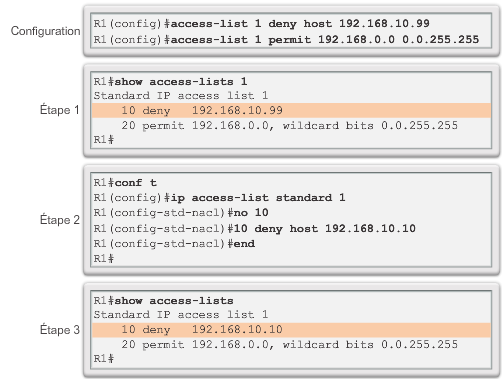 Configuration
R1(config)#access-list 1 deny host 192.168.10.99
R1(config)#access-list 1 permit 192.168.0.0 0.0.255.255
Étape 1
R1#show access-lists 1
Standard IP access list 1
10 deny 192.168.10.99
20 permit 192.168.0.0, wildcard bits 0.0.255.255
R1#
Étape 2
R1#conf t
R1(config)#ip access-list standard 1
R1(config-std-nacl)#no 10
R1(config-std-nacl)#10 deny host 192.168.10.10
R1(config-std-nacl)#end
R1#
Étape 3
R1#show access-lists
Standard IP access list 1
10 deny 192.168.10.10
20 permit 192.168.0.0, wildcard bits 0.0.255.255
R1#